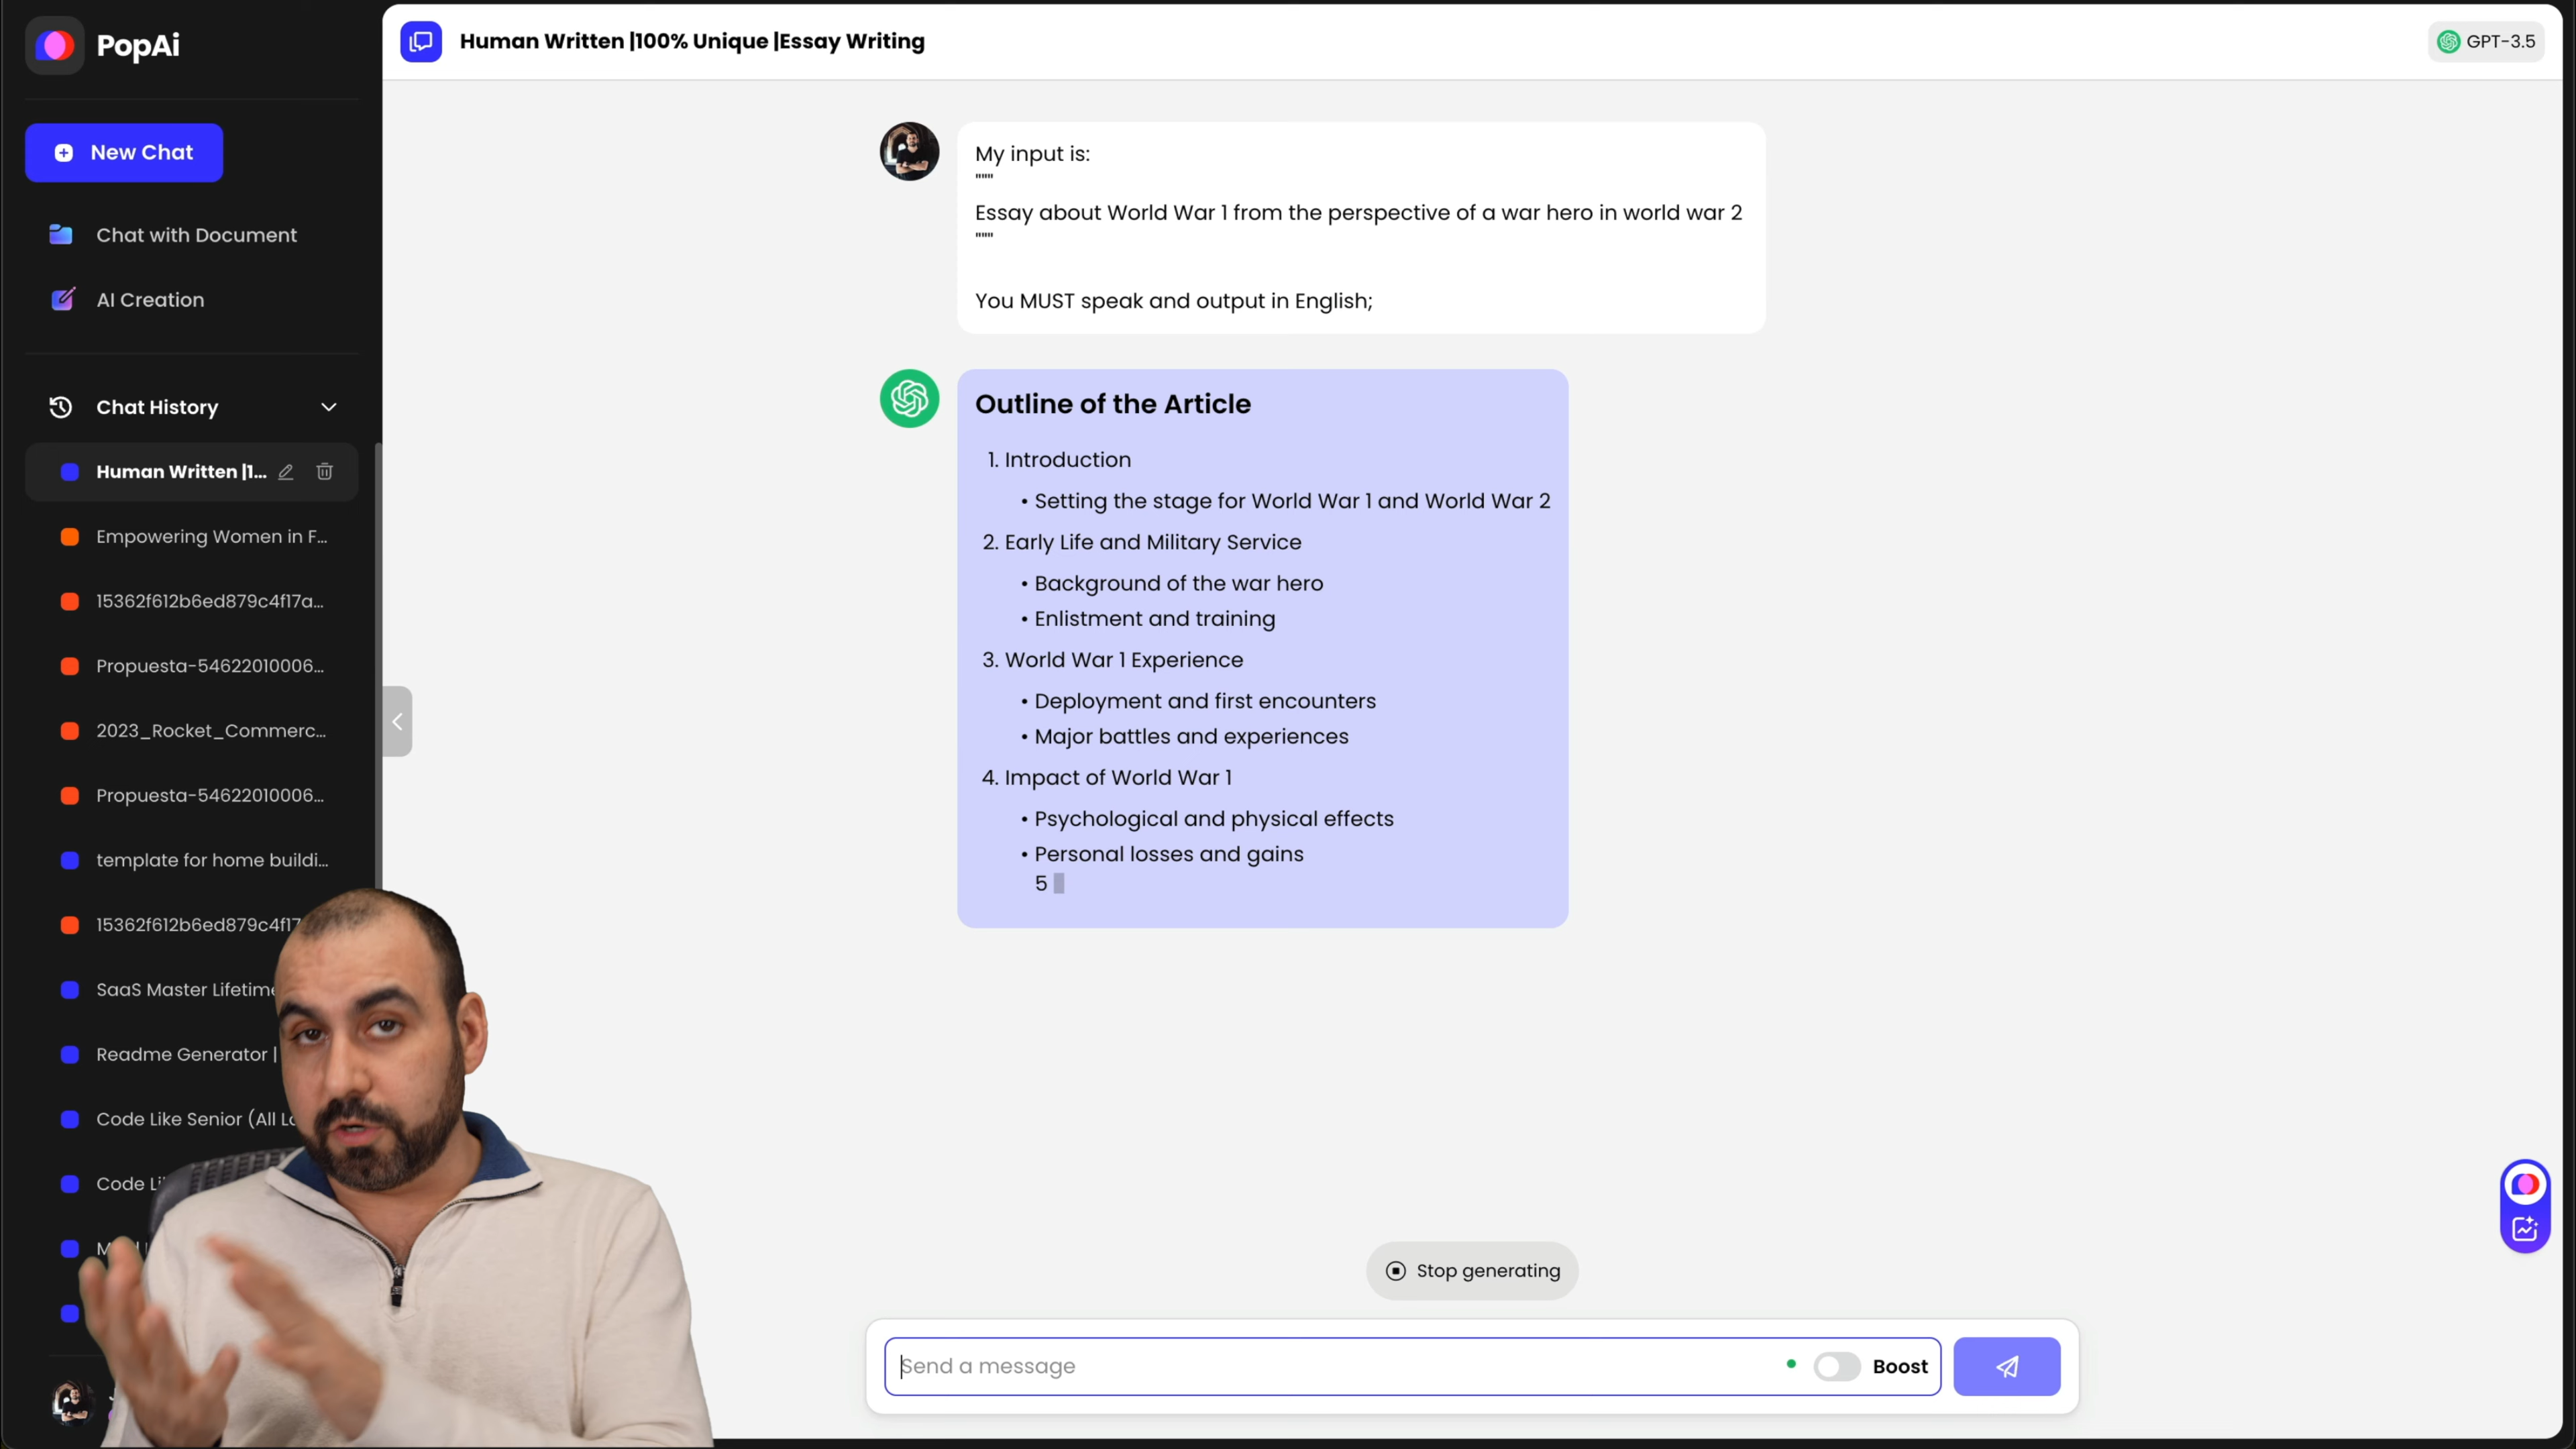 PopAi
New Chat
Chat with Document
AI Creation
Chat History
Human Written |1...
Empowering Women in F...
15362f612b6ed879c4f17a...
Propuesta-54622010006...
2023_Rocket_Commerc...
Propuesta-54622010006...
template for home buildi...
15362f612b6ed879c4f17
SaaS Master Lifetime
Readme Generator |
Code Like Senior (All
Code
Human Written |100% Unique |Essay Writing
GPT-3.5
My input is:
"""
Essay about World War 1 from the perspective of a war hero in world war 2
"""
You MUST speak and output in English;
Outline of the Article
1. Introduction
• Setting the stage for World War 1 and World War 2
2. Early Life and Military Service
• Background of the war hero
• Enlistment and training
3. World War 1 Experience
• Deployment and first encounters
• Major battles and experiences
4. Impact of World War 1
• Psychological and physical effects
• Personal losses and gains
5
Stop generating
Send a message
Boost